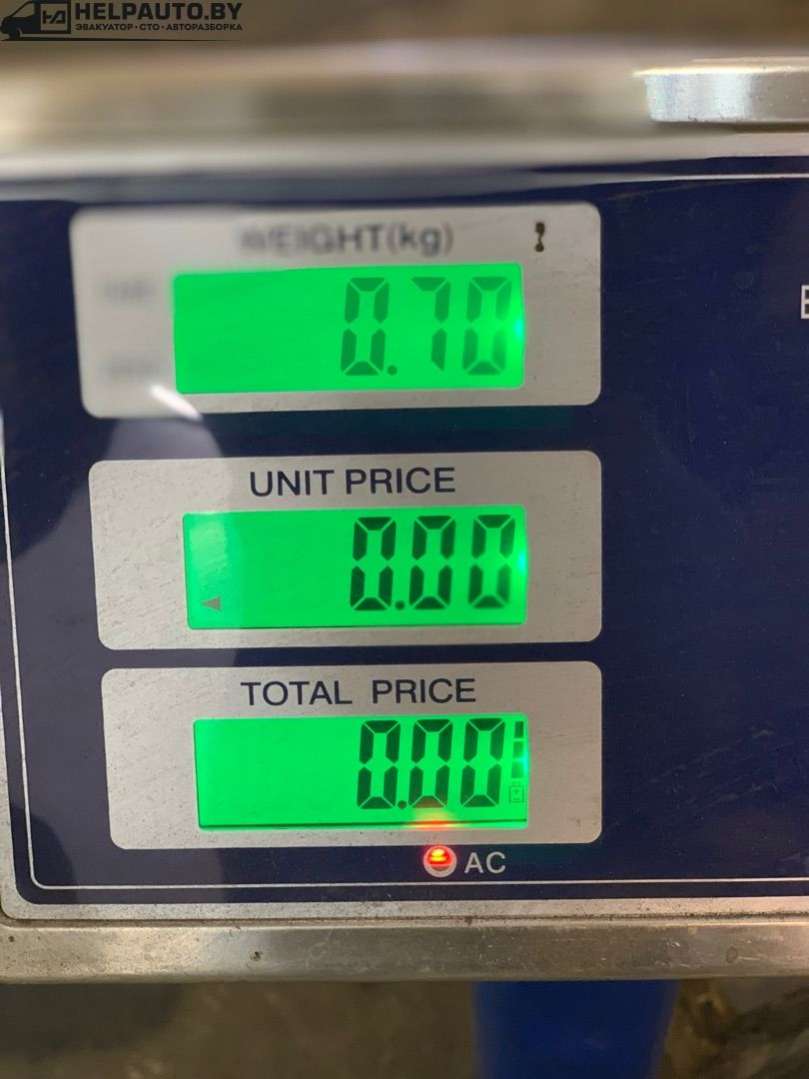 HELPAUTO.BY
ЭВАКУАТОР · СТО · АВТОРАЗБОРКА
WEIGHT(kg)
0.70
UNIT PRICE
0.00
TOTAL PRICE
0.00
AC